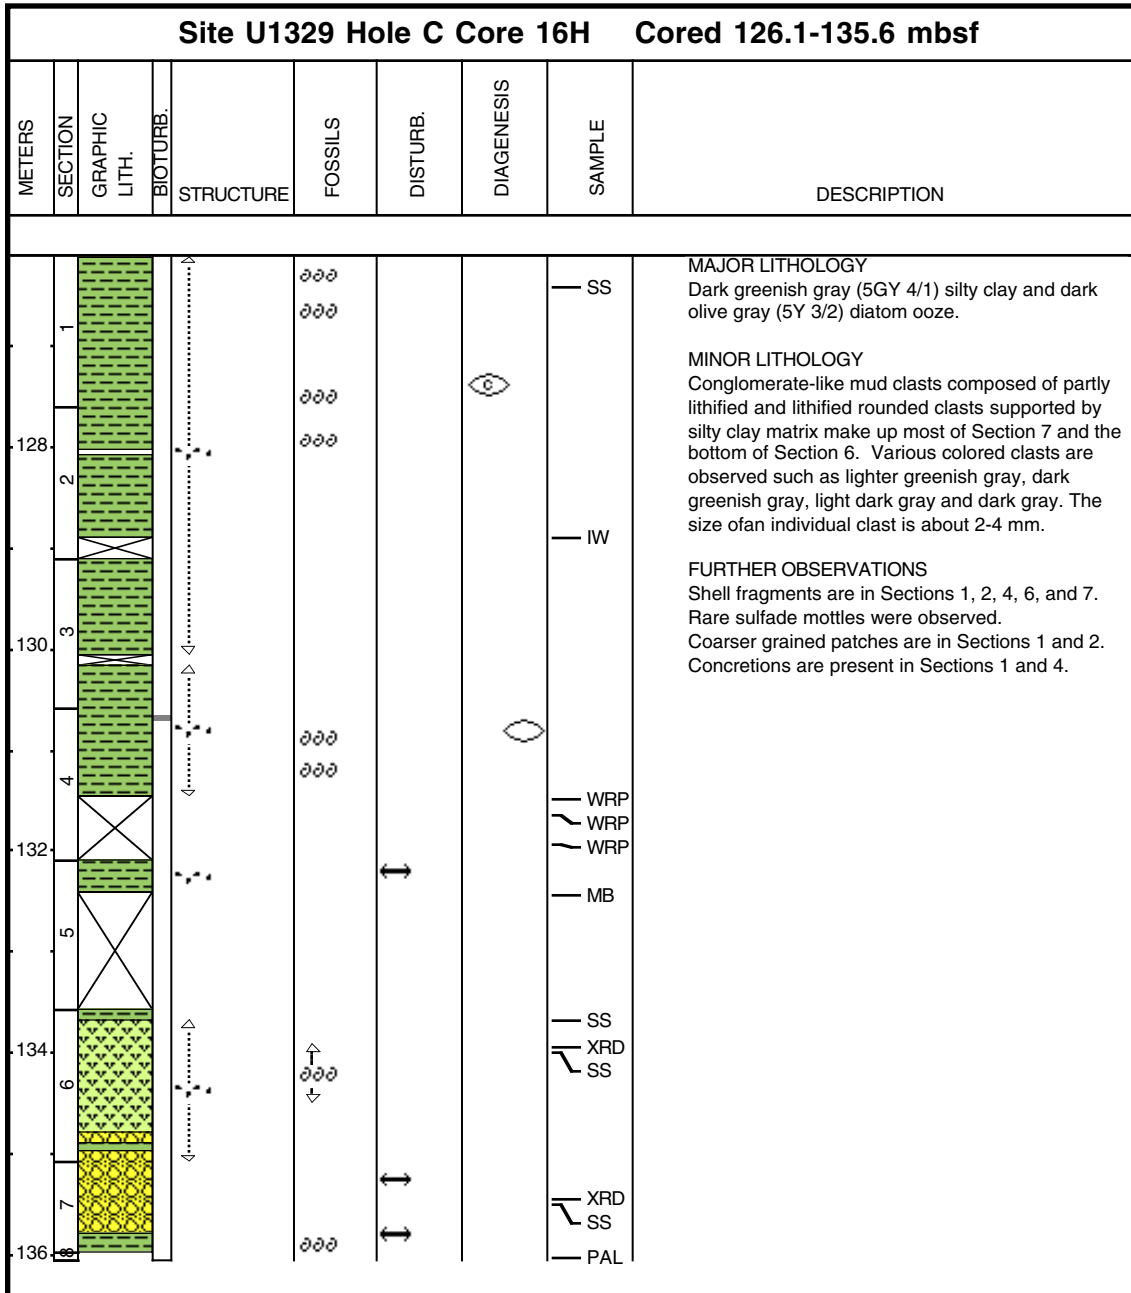 Site U1329 Hole C Core 16H Cored 126.1-135.6 mbsf
METERS
SECTION
GRAPHIC
LITH.
BIOTURB.
STRUCTURE
FOSSILS
DISTURB.
DIAGENESIS
SAMPLE
DESCRIPTION
MAJOR LITHOLOGY
Dark greenish gray (5GY 4/1) silty clay and dark
olive gray (5Y 3/2) diatom ooze.
MINOR LITHOLOGY
Conglomerate-like mud clasts composed of partly
lithified and lithified rounded clasts supported by
silty clay matrix make up most of Section 7 and the
bottom of Section 6. Various colored clasts are
observed such as lighter greenish gray, dark
greenish gray, light dark gray and dark gray. The
size ofan individual clast is about 2-4 mm.
FURTHER OBSERVATIONS
Shell fragments are in Sections 1, 2, 4, 6, and 7.
Rare sulfade mottles were observed.
Coarser grained patches are in Sections 1 and 2.
Concretions are present in Sections 1 and 4.
128
130
132
134
136
1
2
3
4
5
6
7
8
C
SS
IW
WRP
WRP
WRP
MB
SS
XRD
SS
XRD
SS
PAL